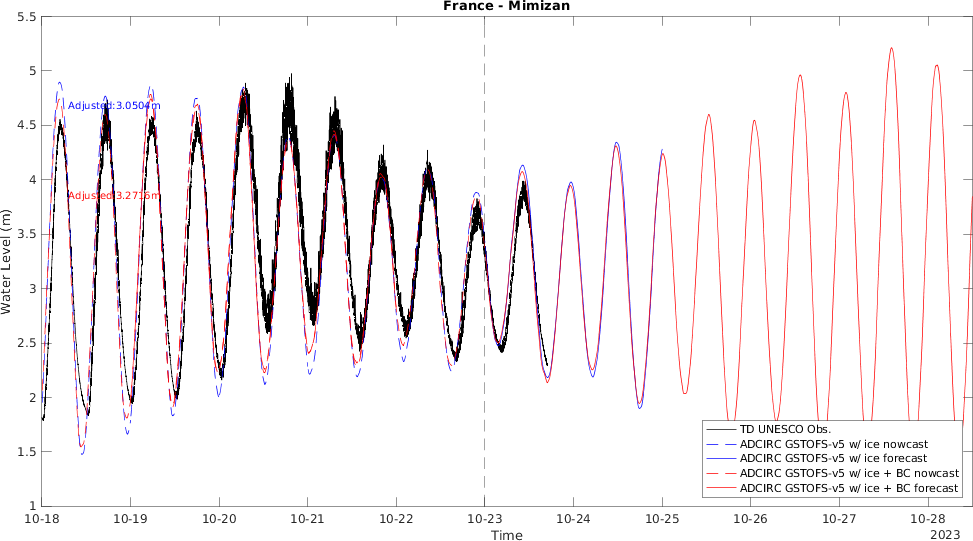 France - Mimizan
5.5
5
4.5
4
3.5
3
2.5
2
1.5
1
Water Level (m)
Adjusted:3.0504m
Adjusted:3.2716m
TD UNESCO Obs.
ADCIRC GSTOFS-v5 w/ ice nowcast
ADCIRC GSTOFS-v5 w/ ice forecast
ADCIRC GSTOFS-v5 w/ ice + BC nowcast
ADCIRC GSTOFS-v5 w/ ice + BC forecast
10-18 10-19 10-20 10-21 10-22 10-23 10-24 10-25 10-26 10-27 10-28
Time
2023